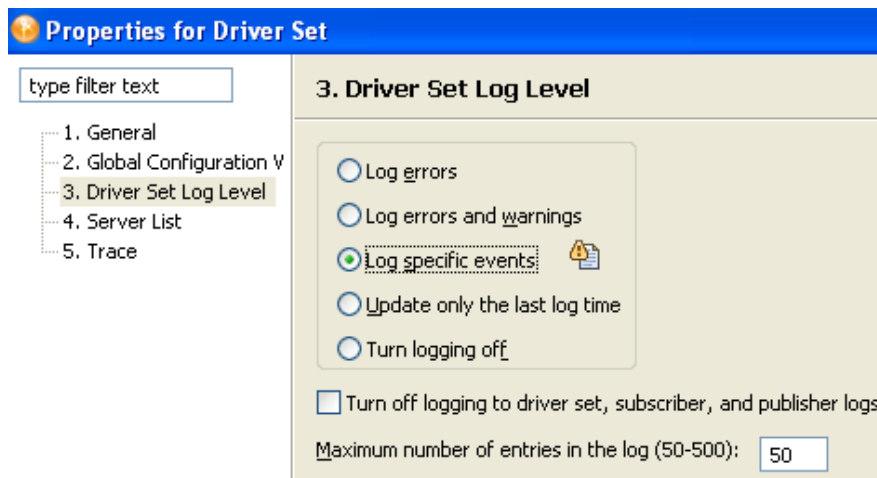 Properties for Driver Set
type filter text
1. General
2. Global Configuration V
3. Driver Set Log Level
4. Server List
5. Trace
3. Driver Set Log Level
Log errors
Log errors and warnings
Log specific events
Update only the last log time
Turn logging off
Turn off logging to driver set, subscriber, and publisher logs
Maximum number of entries in the log (50-500): 50